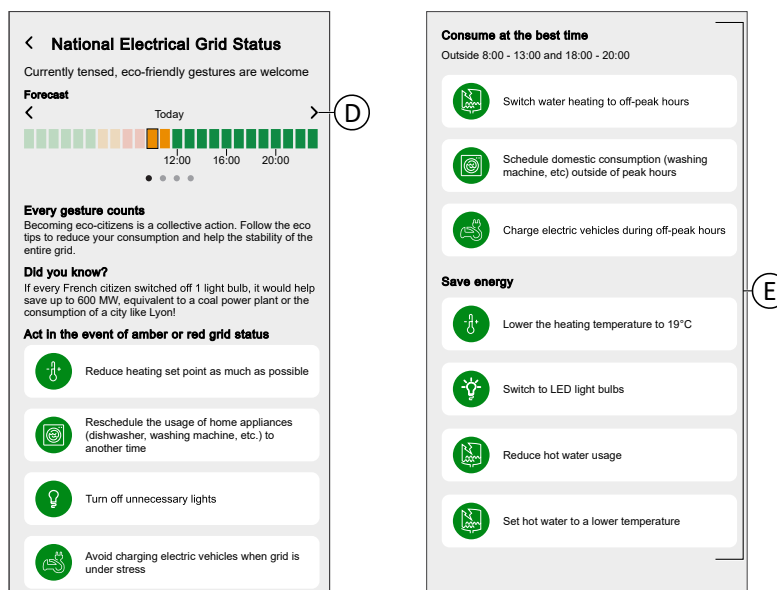 National Electrical Grid Status
Currently tensed, eco-friendly gestures are welcome
Forecast
Today
D
12:00 16:00 20:00
Every gesture counts
Becoming eco-citizens is a collective action. Follow the eco
tips to reduce your consumption and help the stability of the
entire grid.
Did you know?
If every French citizen switched off 1 light bulb, it would help
save up to 600 MW, equivalent to a coal power plant or the
consumption of a city like Lyon!
Act in the event of amber or red grid status
Reduce heating set point as much as possible
Reschedule the usage of home appliances
(dishwasher, washing machine, etc.) to
another time
Turn off unnecessary lights
Avoid charging electric vehicles when grid is
under stress
Consume at the best time
Outside 8:00 - 13:00 and 18:00 - 20:00
Switch water heating to off-peak hours
Schedule domestic consumption (washing
machine, etc) outside of peak hours
Charge electric vehicles during off-peak hours
Save energy
E
Lower the heating temperature to 19°C
Switch to LED light bulbs
Reduce hot water usage
Set hot water to a lower temperature